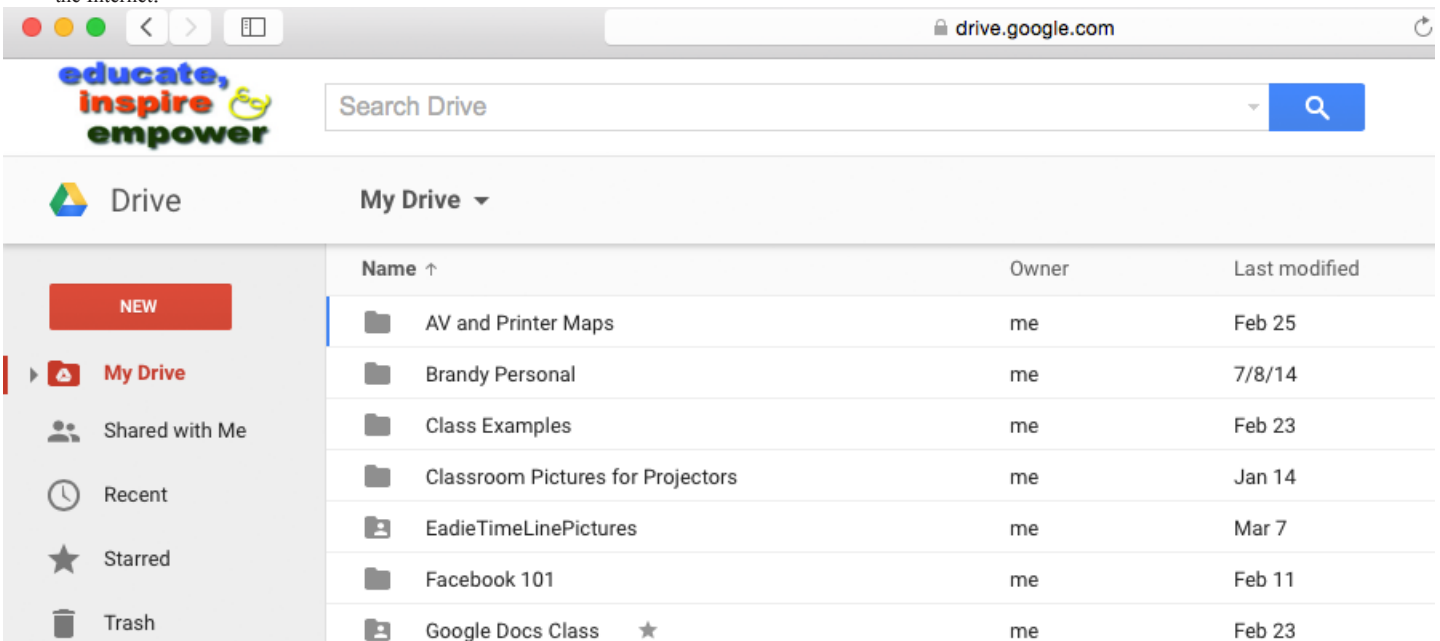 the Internet!
drive.google.com
educate,
inspire &
empower
Search Drive
Drive
My Drive
Name ↑ Owner Last modified
NEW
AV and Printer Maps me Feb 25
My Drive
Brandy Personal me 7/8/14
Class Examples me Feb 23
Shared with Me
Classroom Pictures for Projectors me Jan 14
Recent
EadieTimeLinePictures me Mar 7
Starred
Facebook 101 me Feb 11
Trash
Google Docs Class me Feb 23